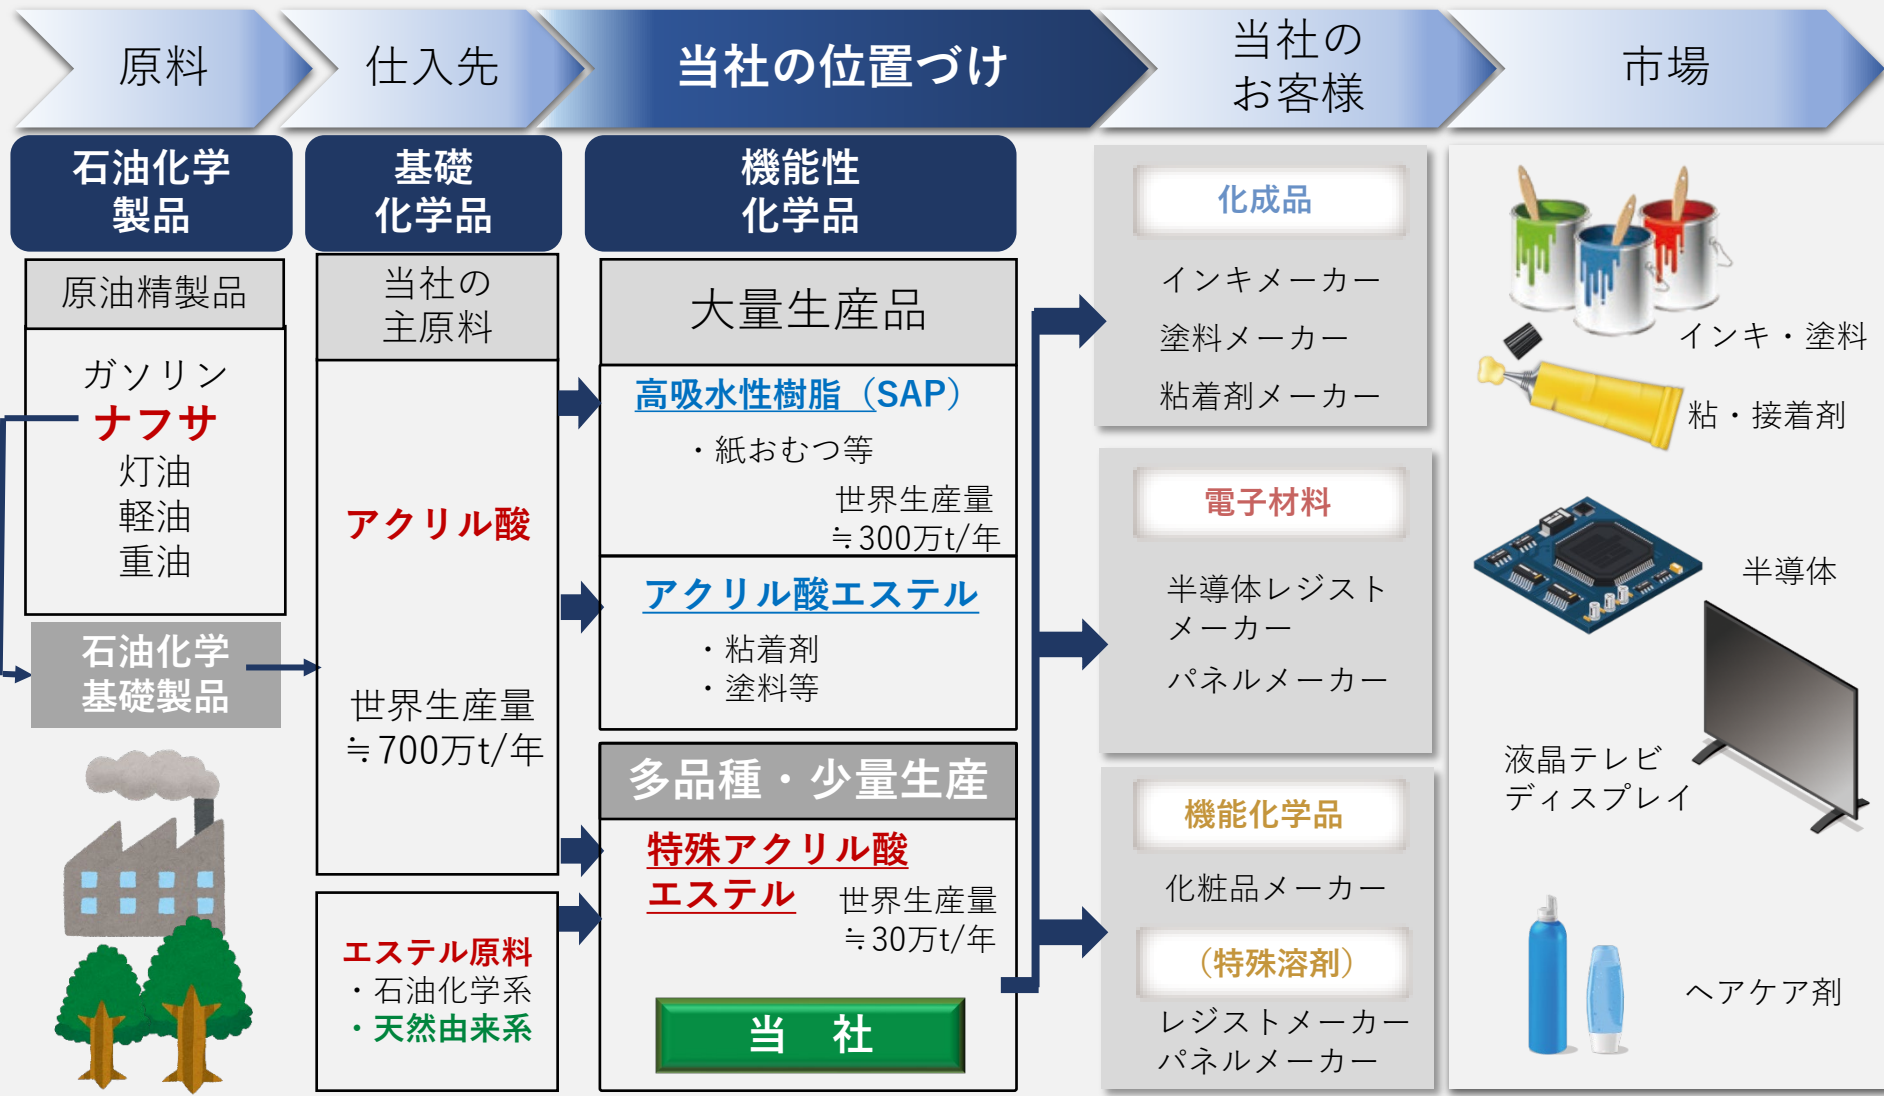 原料
仕入先
当社の位置づけ
当社の
お客様
市場
石油化学
製品
原油精製品
ガソリン
ナフサ
灯油
軽油
重油
石油化学
基礎製品
基礎
化学品
当社の
主原料
アクリル酸
世界生産量
≒700万t/年
エステル原料
・石油化学系
・天然由来系
機能性
化学品
大量生産品
高吸水性樹脂（SAP）
・紙おむつ等
世界生産量
≒300万t/年
アクリル酸エステル
・粘着剤
・塗料等
多品種・少量生産
特殊アクリル酸
エステル
世界生産量
≒30万t/年
当　社
化成品
インキメーカー
塗料メーカー
粘着剤メーカー
電子材料
半導体レジスト
メーカー
パネルメーカー
機能化学品
化粧品メーカー
（特殊溶剤）
レジストメーカー
パネルメーカー
インキ・塗料
粘・接着剤
半導体
液晶テレビ
ディスプレイ
ヘアケア剤